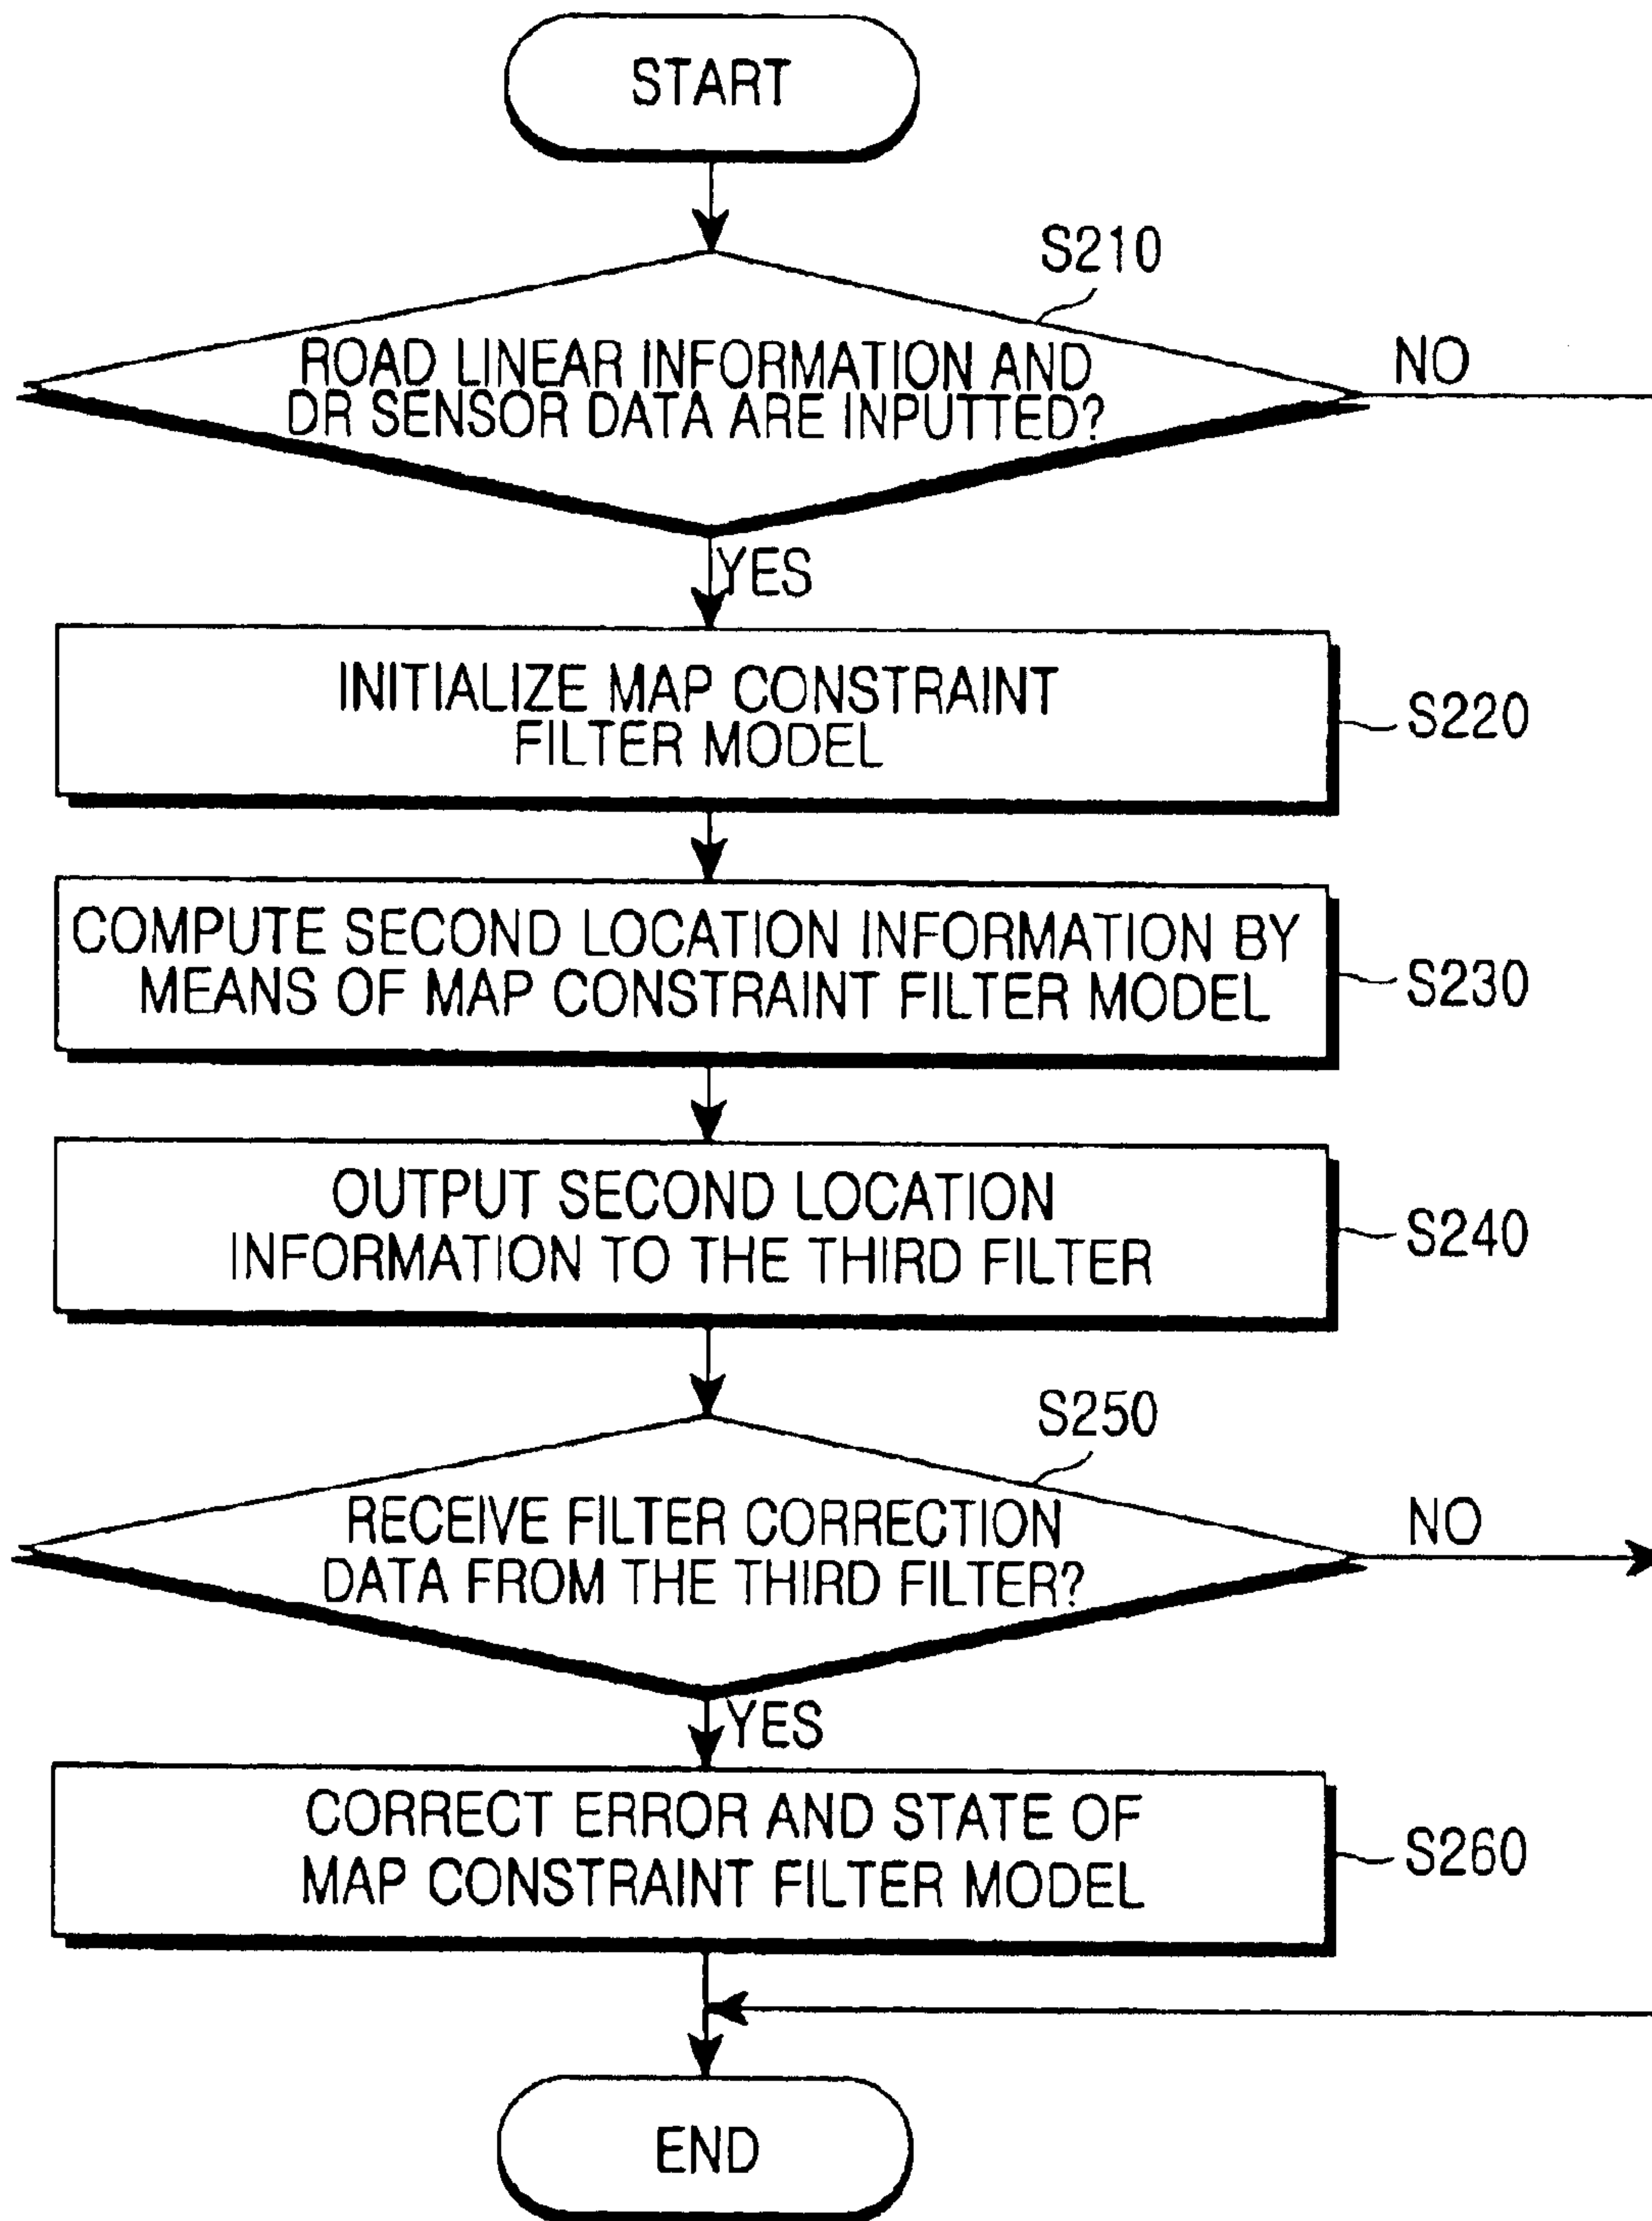 START
S210
ROAD LINEAR INFORMATION AND
DR SENSOR DATA ARE INPUTTED?
NO
YES
INITIALIZE MAP CONSTRAINT
FILTER MODEL
S220
COMPUTE SECOND LOCATION INFORMATION BY
MEANS OF MAP CONSTRAINT FILTER MODEL
S230
OUTPUT SECOND LOCATION
INFORMATION TO THE THIRD FILTER
S240
S250
RECEIVE FILTER CORRECTION
DATA FROM THE THIRD FILTER?
NO
YES
CORRECT ERROR AND STATE OF
MAP CONSTRAINT FILTER MODEL
S260
END